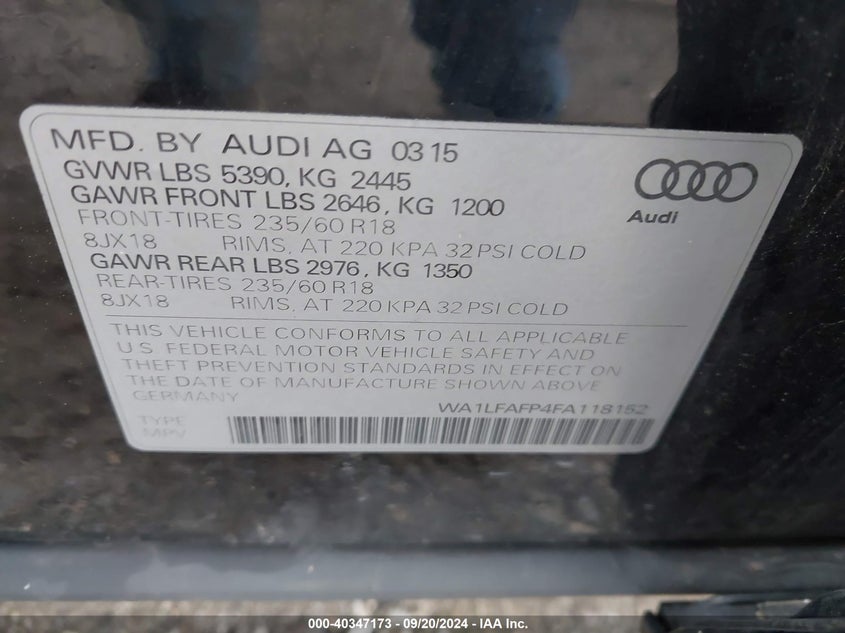 MFD. BY AUDI AG 03 15
GVWR LBS 5390, KG 2445
GAWR FRONT LBS 2646, KG 1200
FRONT-TIRES 235/60 R18
8JX18 RIMS, AT 220 KPA 32 PSI COLD
GAWR REAR LBS 2976, KG 1350
REAR-TIRES 235/60 R18
8JX18 RIMS, AT 220 KPA 32 PSI COLD
Audi
THIS VEHICLE CONFORMS TO ALL APPLICABLE
U.S. FEDERAL MOTOR VEHICLE SAFETY AND
THEFT PREVENTION STANDARDS IN EFFECT ON
THE DATE OF MANUFACTURE SHOWN ABOVE
GERMANY
WA1LFAFP4FA118152
TYPE
MPV
000-40347173 - 09/20/2024 - IAA Inc.